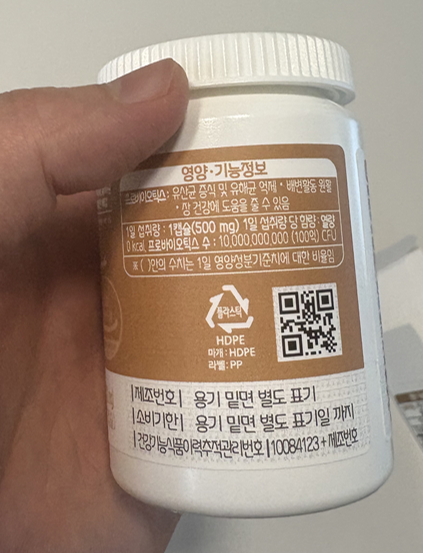 영양·기능정보
프로바이오틱스 : 유산균 증식 및 유해균 억제 · 배변활동 원활
· 장 건강에 도움을 줄 수 있음
1일 섭취량 : 1캡슐(500 mg) 1일 섭취량 당 함량 : 열량
0 kcal, 프로바이오틱스 수 : 10,000,000,000 (100억) CFU
※ ( )안의 수치는 1일 영양성분기준치에 대한 비율임
플라스틱
HDPE
마개 : HDPE
라벨 : PP
|제조번호| 용기 밑면 별도 표기
|소비기한| 용기 밑면 별도 표기일 까지
|건강기능식품이력추적관리번호| 10084123 + 제조번호